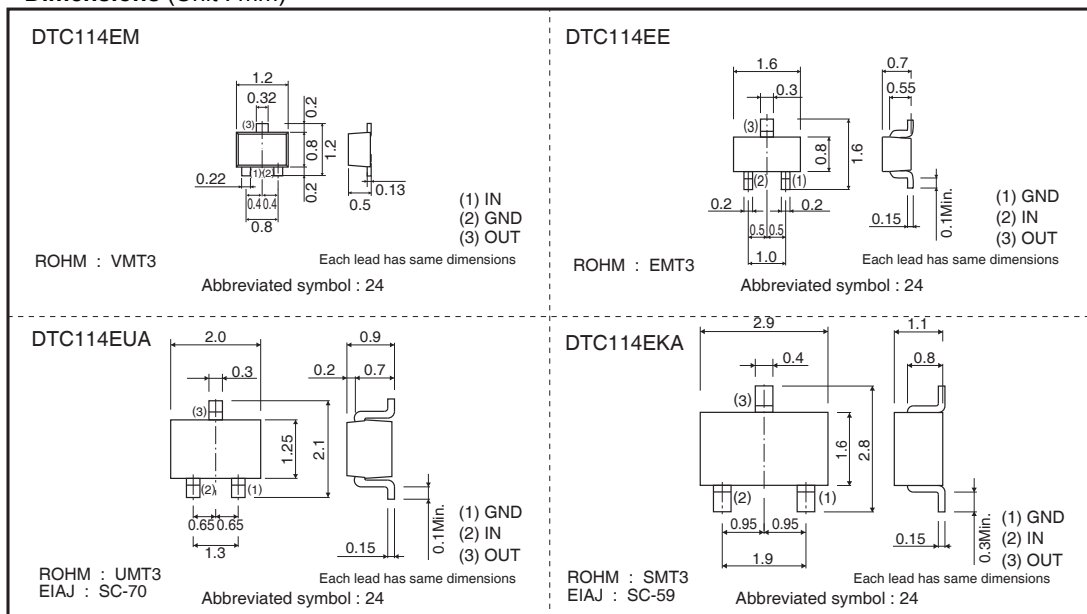 Dimensions (Unit : mm)
DTC114EM
1.2
0.32
0.2
(3)
0.8
1.2
0.22
(1)
(2)
0.2
0.13
0.4
0.4
0.5
0.8
(1) IN
(2) GND
(3) OUT
ROHM : VMT3
Each lead has same dimensions
Abbreviated symbol : 24
DTC114EE
1.6
0.3
0.7
0.55
(3)
0.8
1.6
(2)
(1)
0.2
0.2
0.15
0.1Min.
0.5
0.5
1.0
(1) GND
(2) IN
(3) OUT
ROHM : EMT3
Each lead has same dimensions
Abbreviated symbol : 24
DTC114EUA
2.0
0.9
0.3
0.2
0.7
(3)
1.25
2.1
(2)
(1)
0.65
0.65
1.3
0.15
0.1Min.
(1) GND
(2) IN
(3) OUT
ROHM : UMT3
EIAJ : SC-70
Each lead has same dimensions
Abbreviated symbol : 24
DTC114EKA
2.9
1.1
0.4
0.8
(3)
1.6
2.8
(2)
(1)
0.95
0.95
1.9
0.15
0.3Min.
(1) GND
(2) IN
(3) OUT
ROHM : SMT3
EIAJ : SC-59
Each lead has same dimensions
Abbreviated symbol : 24